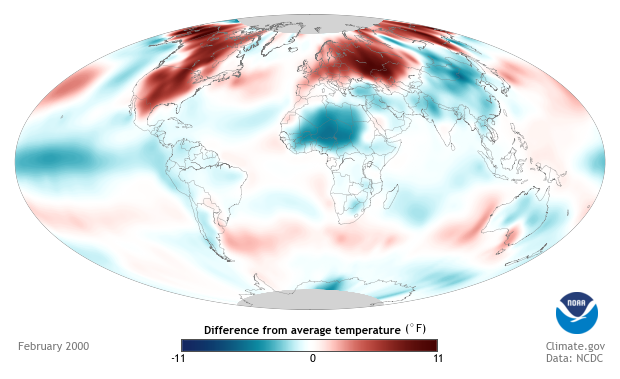 NOAA
Difference from average temperature (°F)
February 2000
-11 0 11
Climate.gov
Data: NCDC